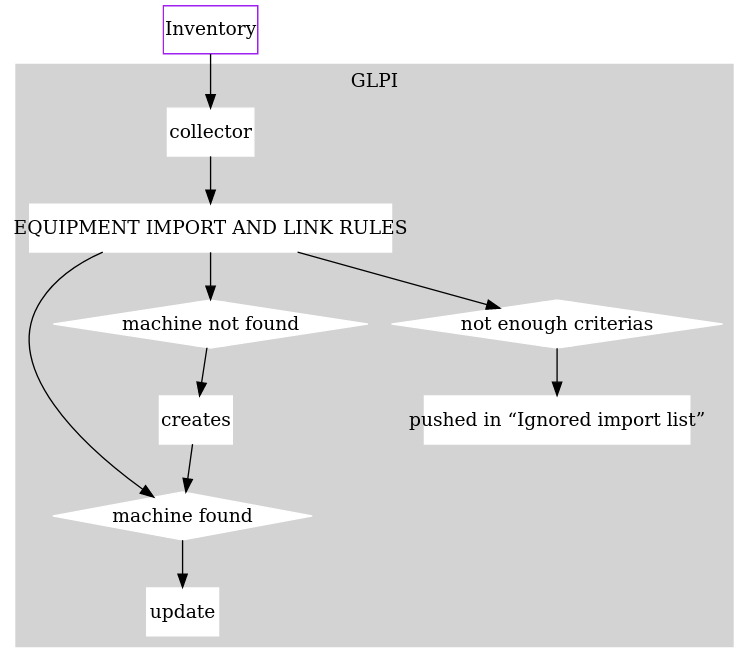 Inventory
GLPI
collector
EQUIPMENT IMPORT AND LINK RULES
machine not found
not enough criterias
creates
pushed in “Ignored import list”
machine found
update